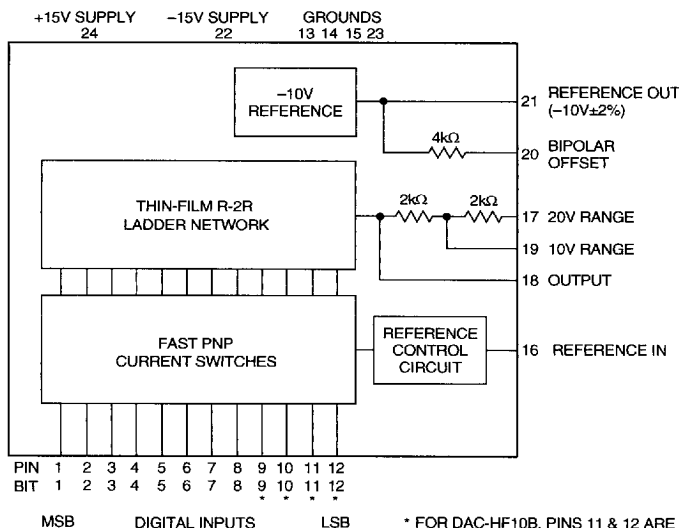 +15V SUPPLY –15V SUPPLY GROUNDS
24 22 13 14 15 23
–10V
REFERENCE
21 REFERENCE OUT
(–10V±2%)
4kΩ
20 BIPOLAR
OFFSET
THIN-FILM R-2R
LADDER NETWORK
2kΩ 2kΩ
17 20V RANGE
19 10V RANGE
18 OUTPUT
FAST PNP
CURRENT SWITCHES
REFERENCE
CONTROL
CIRCUIT
16 REFERENCE IN
PIN 1 2 3 4 5 6 7 8 9 10 11 12
BIT 1 2 3 4 5 6 7 8 9 10 11 12
* * * *
MSB DIGITAL INPUTS LSB * FOR DAC-HF10B, PINS 11 & 12 ARE